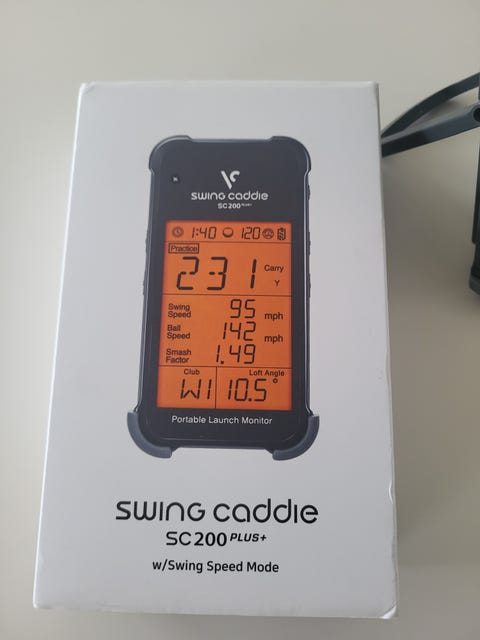 swing caddie
SC200 PLUS+
1:40 120
Practice
231 Carry
Y
Swing Speed 95 mph
Ball Speed 142 mph
Smash Factor 1.49
Club Loft Angle
W1 10.5°
Portable Launch Monitor
swing caddie
SC200 PLUS+
w/Swing Speed Mode